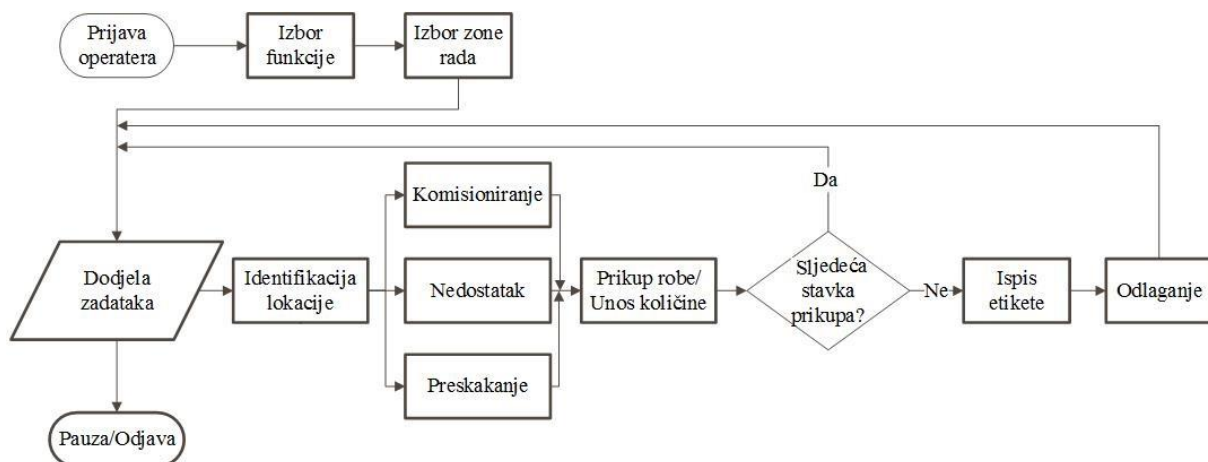 Prijava
operatera
Izbor
funkcije
Izbor zone
rada
Da
Komisioniranje
Dodjela
zadataka
Identifikacija
lokacije
Nedostatak
Prikup robe/
Unos količine
Sljedeća
stavka
prikupa?
Ne
Ispis
etikete
Odlaganje
Preskakanje
Pauza/Odjava